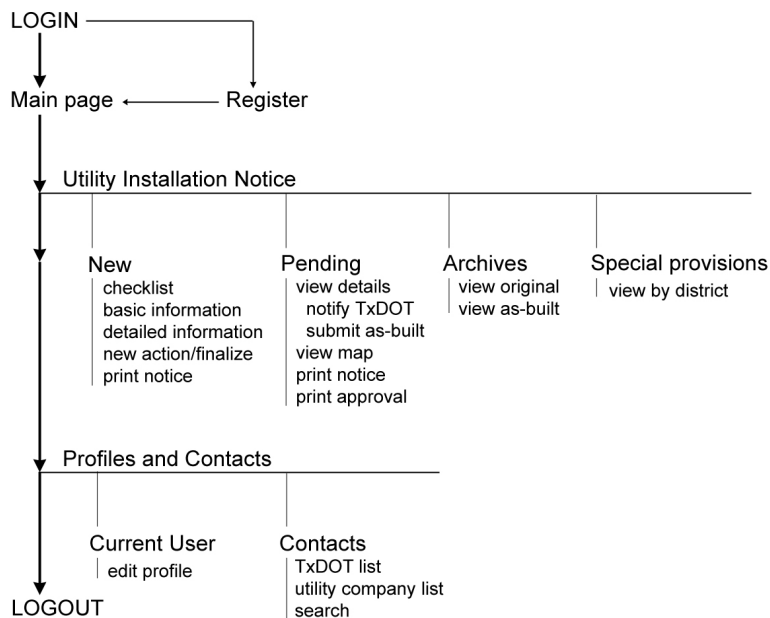 LOGIN
Main page
Register
Utility Installation Notice
New
checklist
basic information
detailed information
new action/finalize
print notice
Pending
view details
notify TxDOT
submit as-built
view map
print notice
print approval
Archives
view original
view as-built
Special provisions
view by district
Profiles and Contacts
Current User
edit profile
Contacts
TxDOT list
utility company list
search
LOGOUT